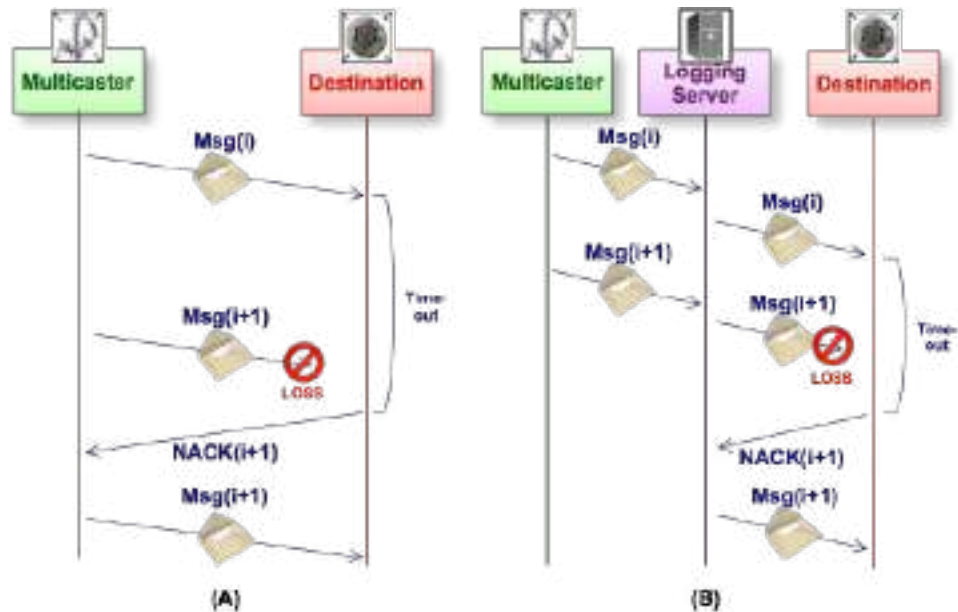 Multicaster
Destination
Msg(i)
Time-
out
Msg(i+1)
LOSS
NACK(i+1)
Msg(i+1)
(A)
Multicaster
Logging
Server
Destination
Msg(i)
Msg(i)
Msg(i+1)
Msg(i+1)
Time-
out
LOSS
NACK(i+1)
Msg(i+1)
(B)